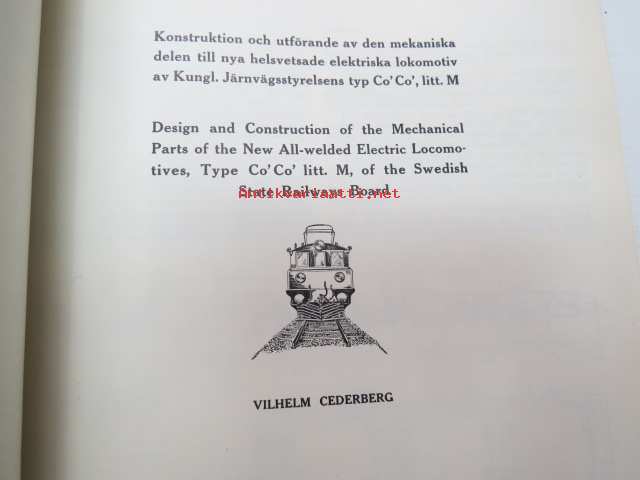 Konstruktion och utförande av den mekaniska
delen till nya helsvetsade elektriska lokomotiv
av Kungl. Järnvägsstyrelsens typ Co'Co', litt. M
Design and Construction of the Mechanical
Parts of the New All-welded Electric Locomo-
tives, Type Co'Co' litt. M, of the Swedish
State Railways Board
Antikvariaatti.net
VILHELM CEDERBERG